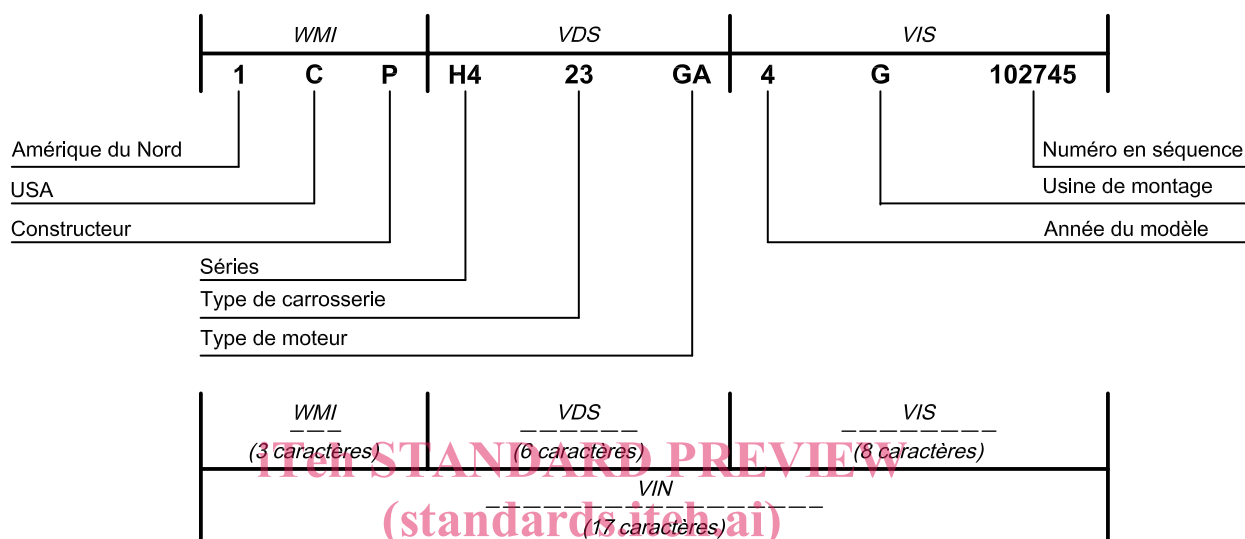 WMI VDS VIS
1 C P H4 23 GA 4 G 102745
Amérique du Nord
USA
Constructeur
Numéro en séquence
Usine de montage
Année du modèle
Séries
Type de carrosserie
Type de moteur
WMI VDS VIS
(3 caractères) (6 caractères) (8 caractères)
iTeh STANDARD PREVIEW
VIN
(standards.iteh.ai)
(17 caractères)